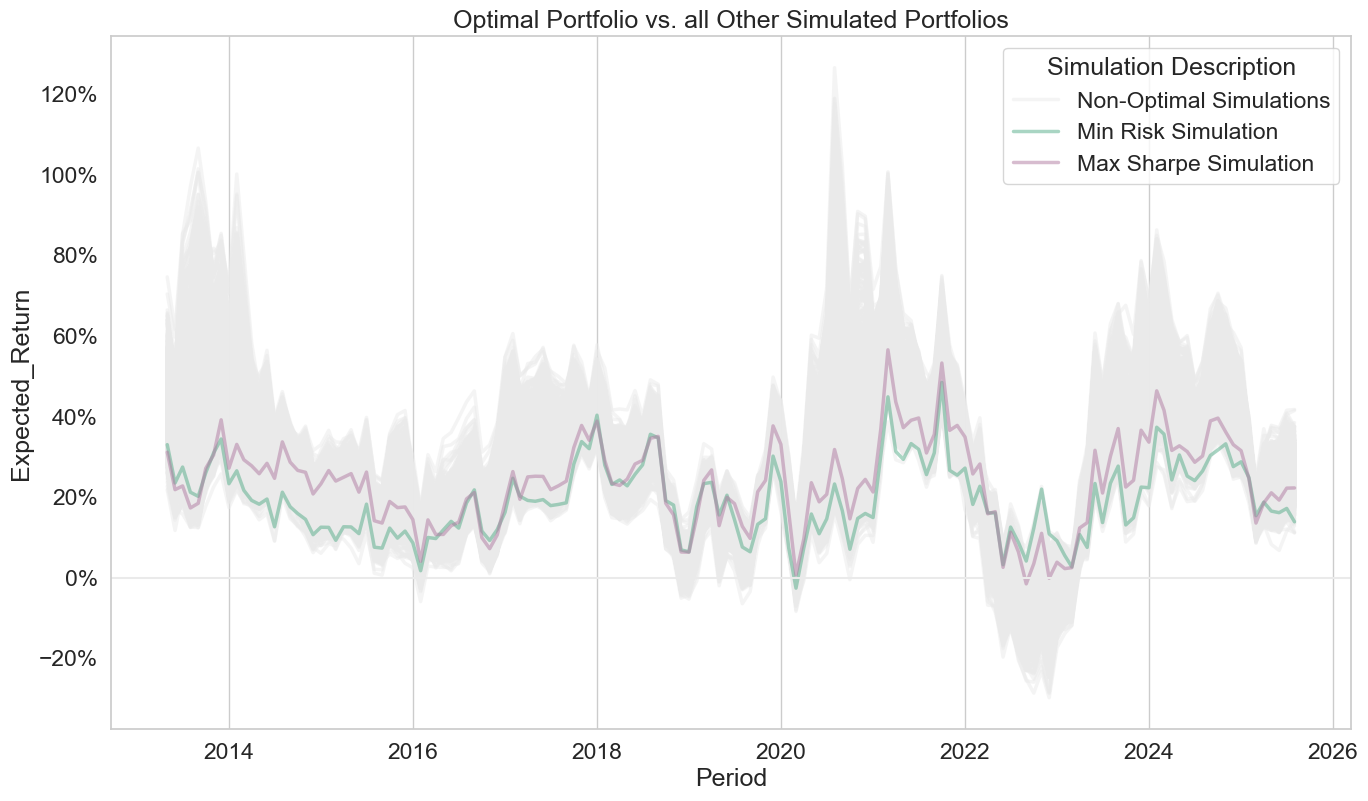 Optimal Portfolio vs. all Other Simulated Portfolios
Simulation Description
Non-Optimal Simulations
Min Risk Simulation
Max Sharpe Simulation
120%
100%
80%
60%
40%
20%
0%
−20%
Expected_Return
2014
2016
2018
2020
2022
2024
2026
Period